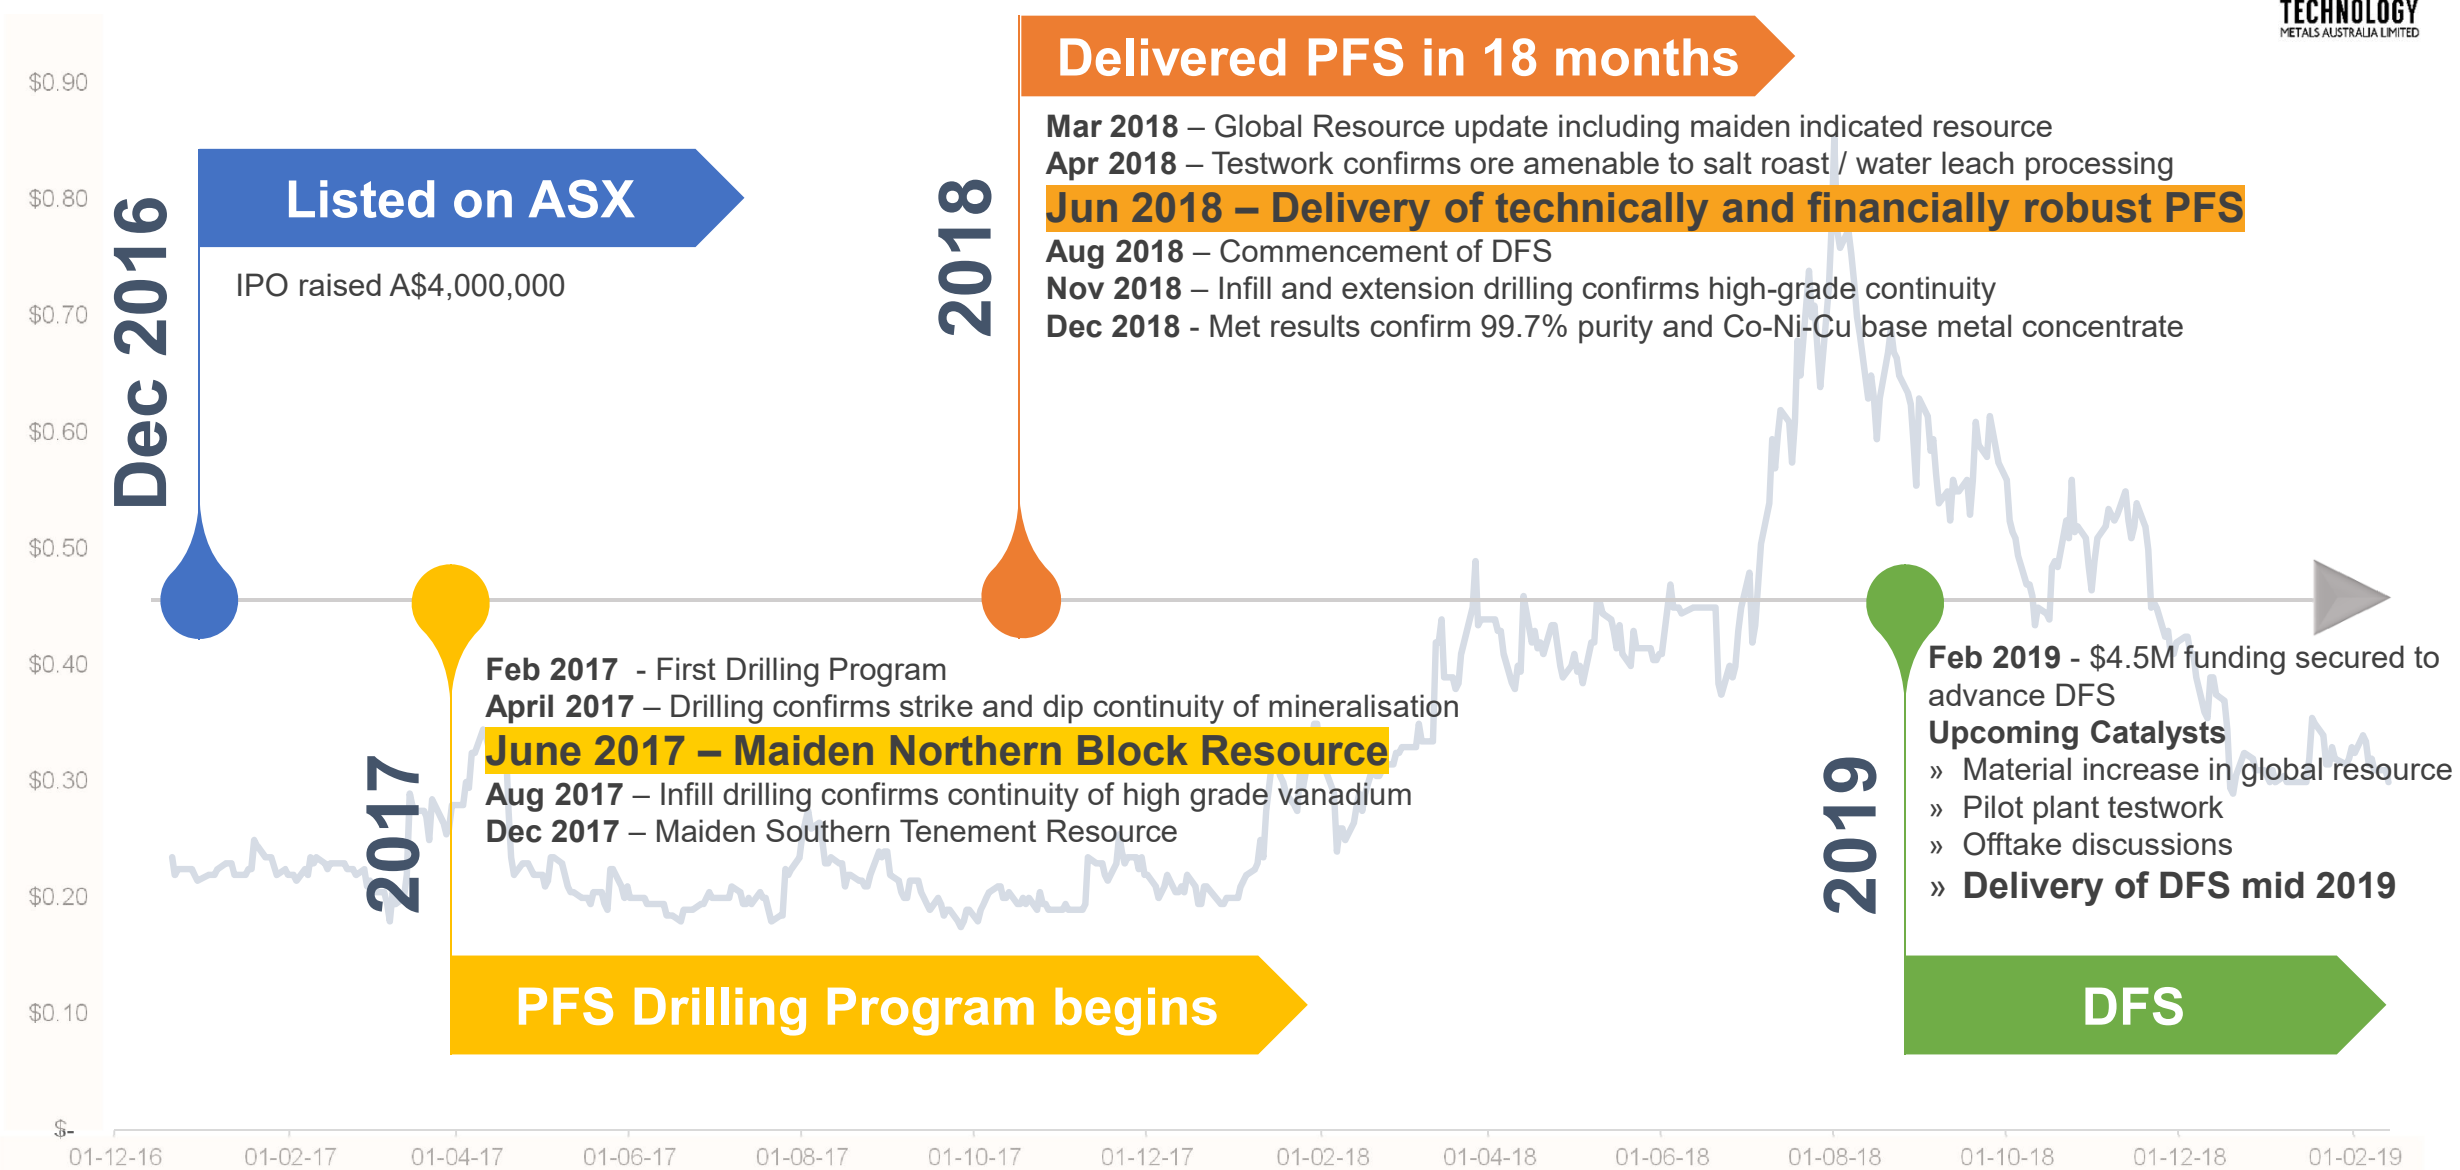 TECHNOLOGY
METALS AUSTRALIA LIMITED
Delivered PFS in 18 months
2018
Mar 2018 – Global Resource update including maiden indicated resource
Apr 2018 – Testwork confirms ore amenable to salt roast / water leach processing
Jun 2018 – Delivery of technically and financially robust PFS
Aug 2018 – Commencement of DFS
Nov 2018 – Infill and extension drilling confirms high-grade continuity
Dec 2018 - Met results confirm 99.7% purity and Co-Ni-Cu base metal concentrate
Dec 2016
Listed on ASX
IPO raised A$4,000,000
2017
Feb 2017 - First Drilling Program
April 2017 – Drilling confirms strike and dip continuity of mineralisation
June 2017 – Maiden Northern Block Resource
Aug 2017 – Infill drilling confirms continuity of high grade vanadium
Dec 2017 – Maiden Southern Tenement Resource
PFS Drilling Program begins
2019
Feb 2019 - $4.5M funding secured to
advance DFS
Upcoming Catalysts
» Material increase in global resource
» Pilot plant testwork
» Offtake discussions
» Delivery of DFS mid 2019
DFS
$0.90
$0.80
$0.70
$0.60
$0.50
$0.40
$0.30
$0.20
$0.10
$-
01-12-16 01-02-17 01-04-17 01-06-17 01-08-17 01-10-17 01-12-17 01-02-18 01-04-18 01-06-18 01-08-18 01-10-18 01-12-18 01-02-19